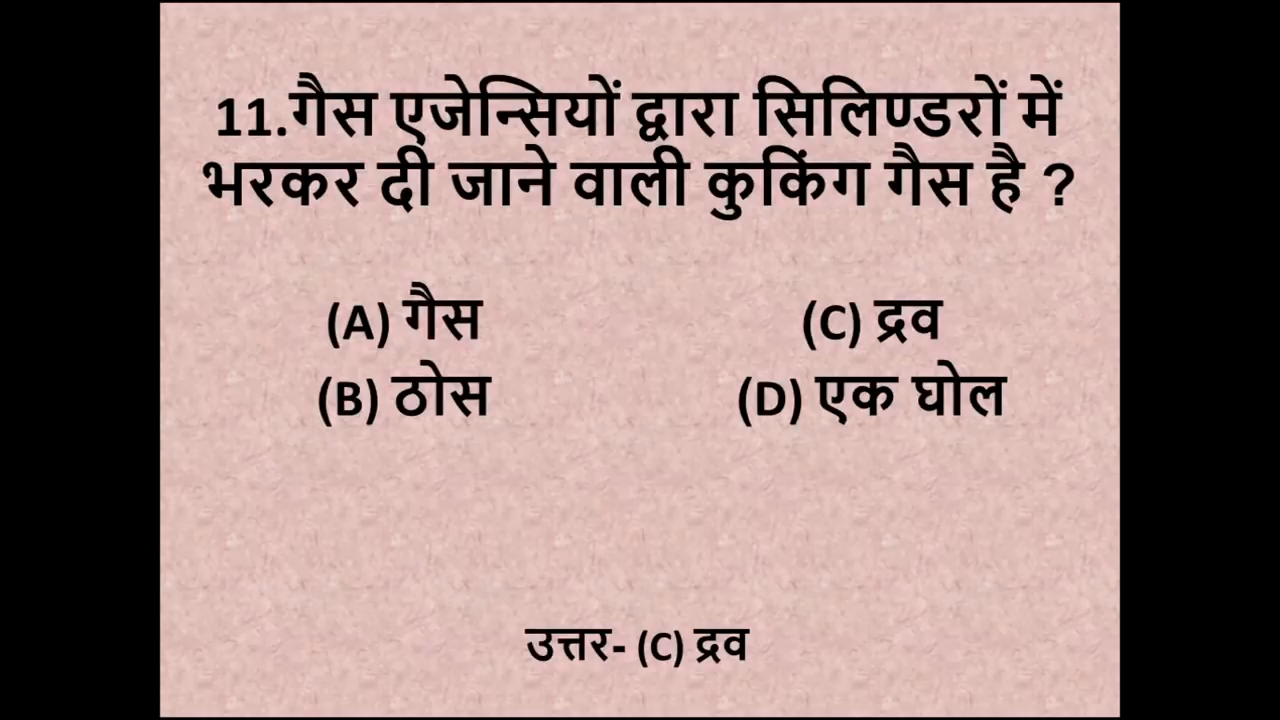 11.गैस एजेन्सियों द्वारा सिलिण्डरों में
भरकर दी जाने वाली कुकिंग गैस है ?
(A) गैस (C) द्रव
(B) ठोस (D) एक घोल
उत्तर- (C) द्रव